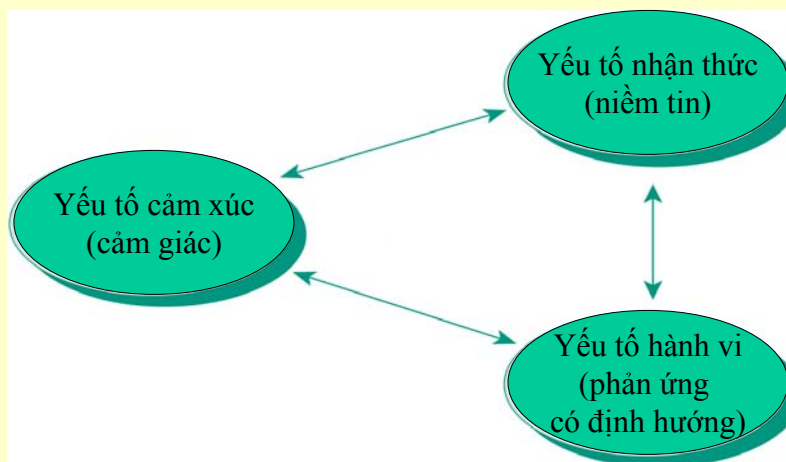 Yếu tố nhận thức
(niềm tin)
Yếu tố cảm xúc
(cảm giác)
Yếu tố hành vi
(phản ứng
có định hướng)